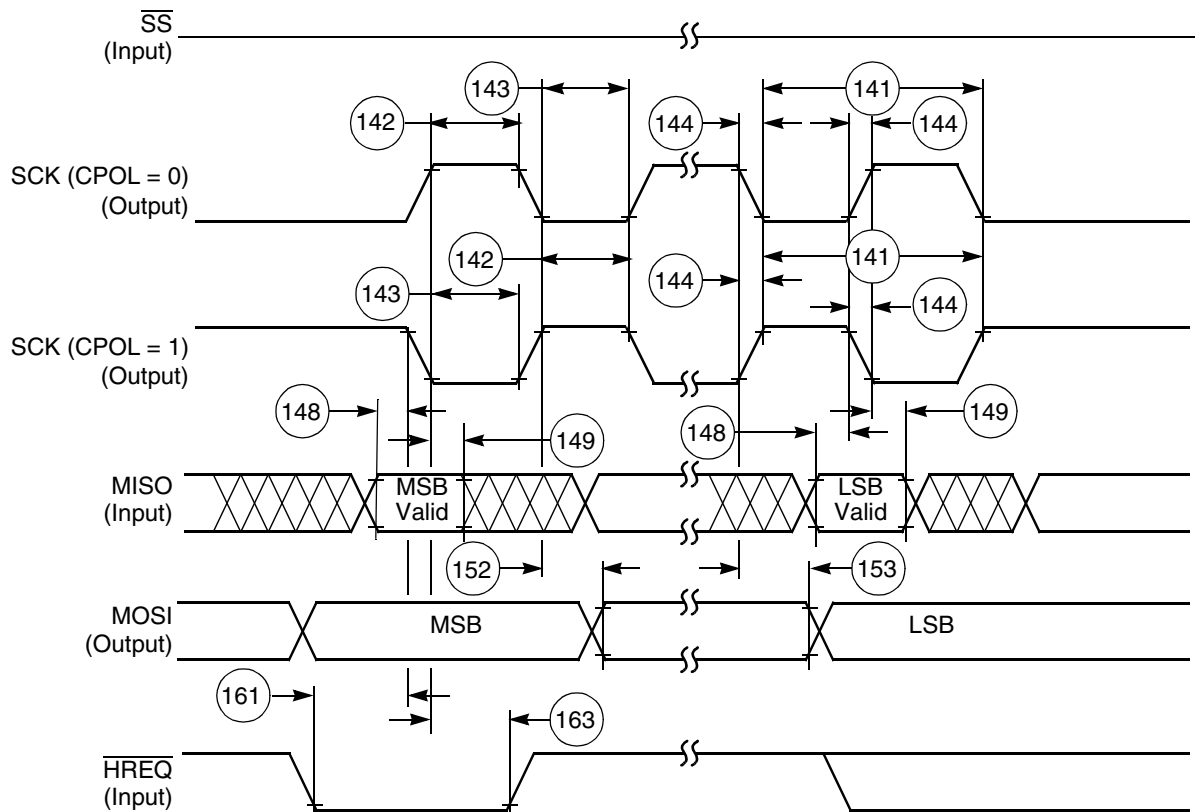 SS
(Input)
143
141
142
144
144
SCK (CPOL = 0)
(Output)
142
141
143
144
144
SCK (CPOL = 1)
(Output)
148
149
148
149
MISO
(Input)
MSB
Valid
LSB
Valid
152
153
MOSI
(Output)
MSB
LSB
161
163
HREQ
(Input)